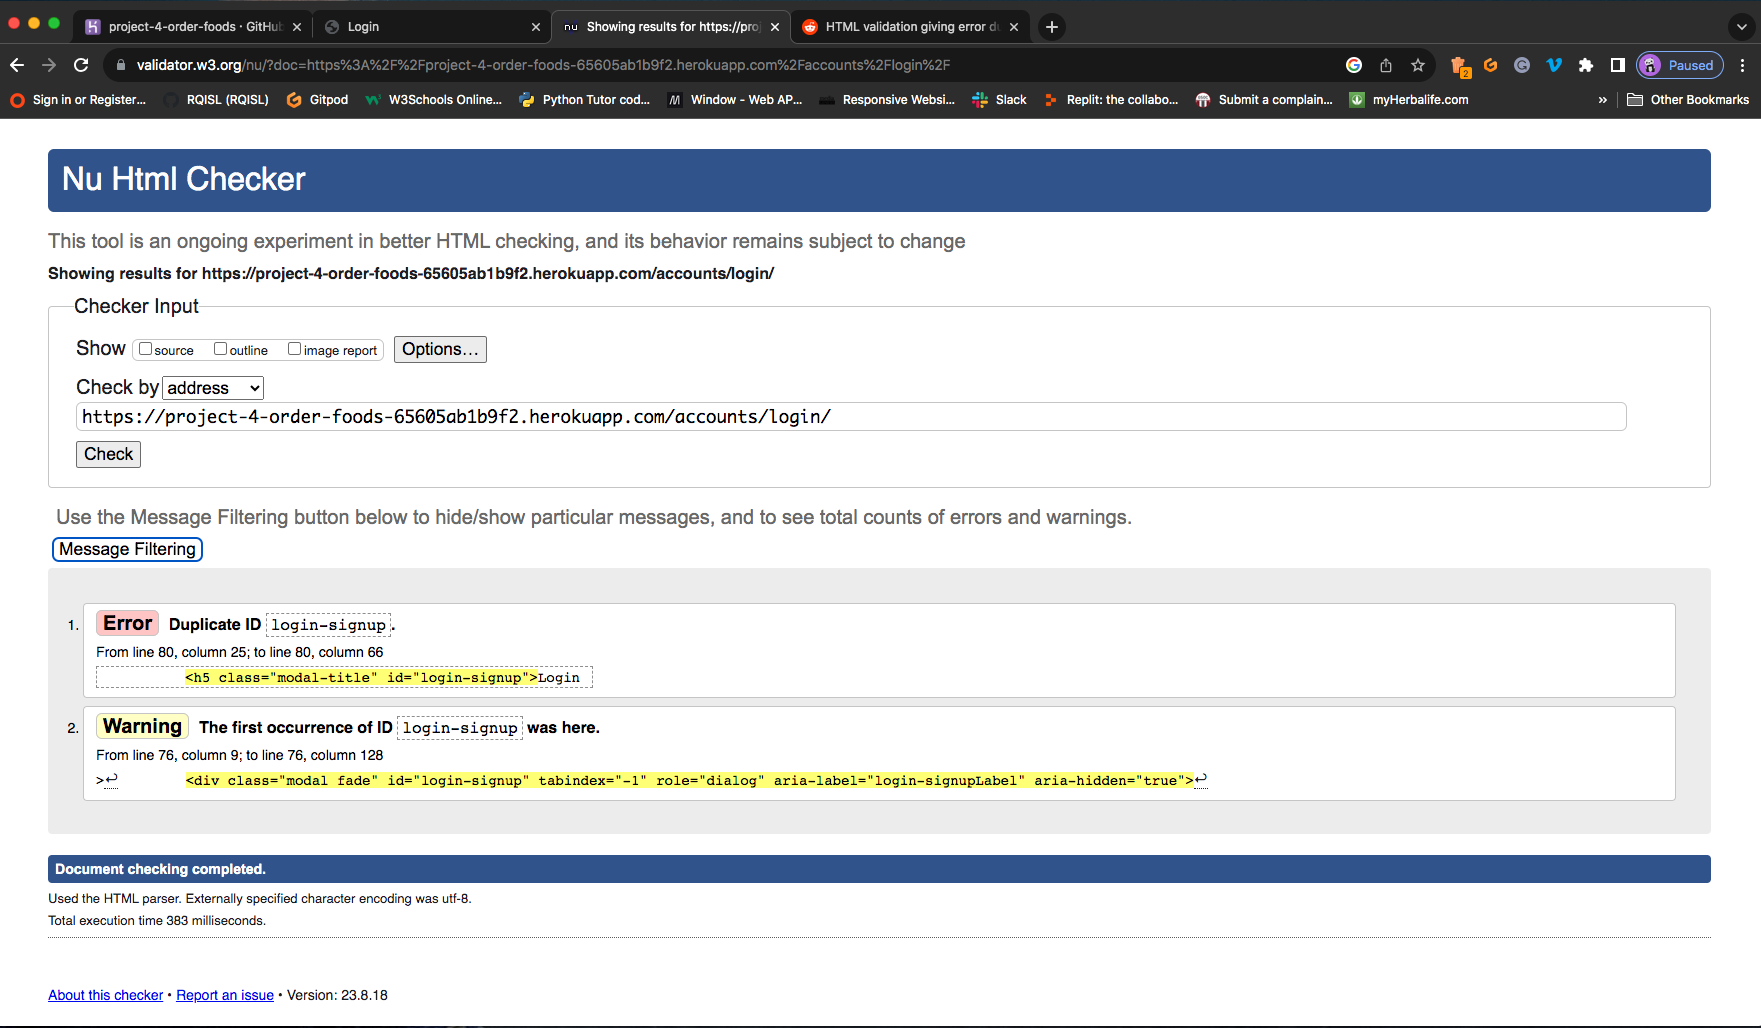 project-4-order-foods · GitHub
Login
nu Showing results for https://proj
HTML validation giving error du
validator.w3.org/nu/?doc=https%3A%2F%2Fproject-4-order-foods-65605ab1b9f2.herokuapp.com%2Faccounts%2Flogin%2F
2
Paused
Sign in or Register...
RQISL (RQISL)
Gitpod
W3Schools Online...
Python Tutor cod...
Window - Web AP...
Responsive Websi...
Slack
Replit: the collabo...
Submit a complain...
myHerbalife.com
»
Other Bookmarks
Nu Html Checker
This tool is an ongoing experiment in better HTML checking, and its behavior remains subject to change
Showing results for https://project-4-order-foods-65605ab1b9f2.herokuapp.com/accounts/login/
Checker Input
Show source outline image report Options...
Check by address
https://project-4-order-foods-65605ab1b9f2.herokuapp.com/accounts/login/
Check
Use the Message Filtering button below to hide/show particular messages, and to see total counts of errors and warnings.
Message Filtering
1. Error Duplicate ID login-signup.
From line 80, column 25; to line 80, column 66
<h5 class="modal-title" id="login-signup">Login
2. Warning The first occurrence of ID login-signup was here.
From line 76, column 9; to line 76, column 128
>↩ <div class="modal fade" id="login-signup" tabindex="-1" role="dialog" aria-label="login-signupLabel" aria-hidden="true">↩
Document checking completed.
Used the HTML parser. Externally specified character encoding was utf-8.
Total execution time 383 milliseconds.
About this checker • Report an issue • Version: 23.8.18